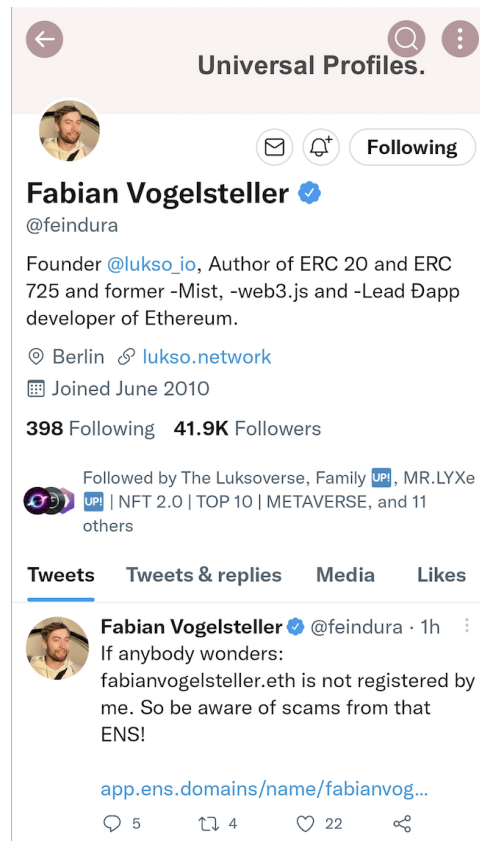 Universal Profiles.
Following
Fabian Vogelsteller
@feindura
Founder @lukso_io, Author of ERC 20 and ERC
725 and former -Mist, -web3.js and -Lead Đapp
developer of Ethereum.
Berlin lukso.network
Joined June 2010
398 Following 41.9K Followers
Followed by The Luksoverse, Family UP!, MR.LYXe
UP! | NFT 2.0 | TOP 10 | METAVERSE, and 11
others
Tweets Tweets & replies Media Likes
Fabian Vogelsteller @feindura · 1h
If anybody wonders:
fabianvogelsteller.eth is not registered by
me. So be aware of scams from that
ENS!
app.ens.domains/name/fabianvog...
5 4 22